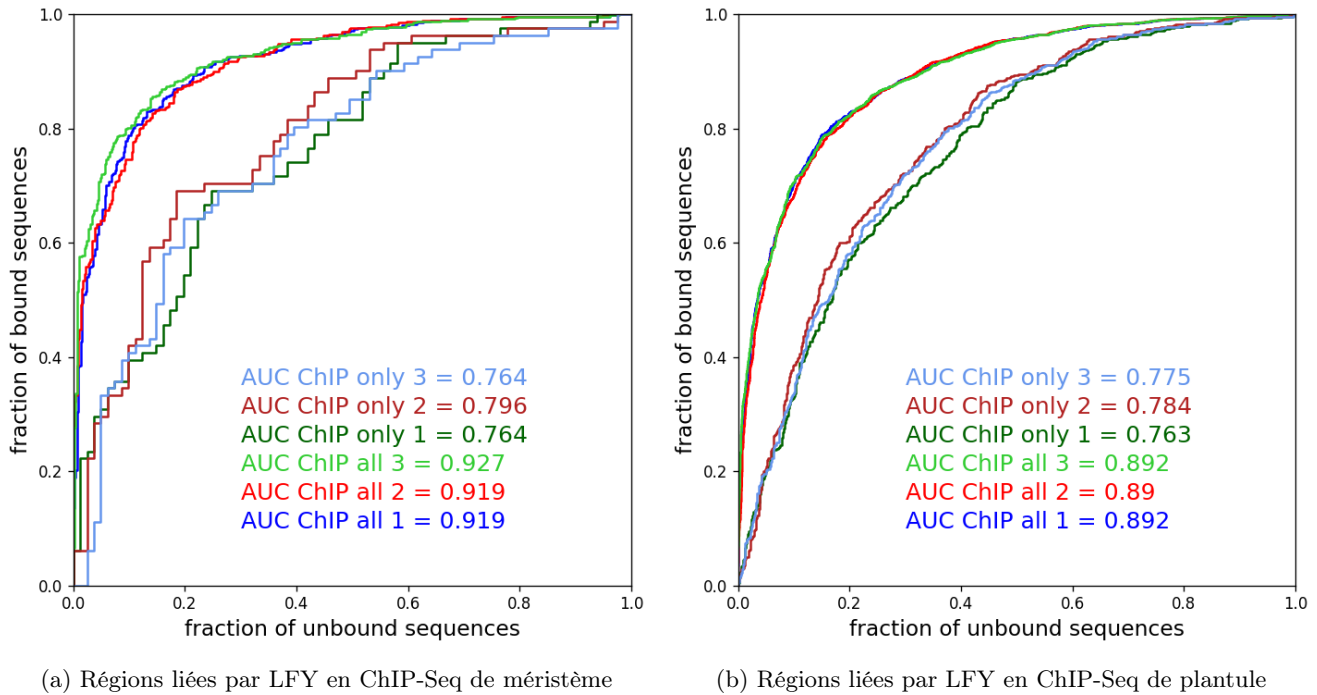 1.0
0.8
0.6
0.4
0.2
0.0
fraction of bound sequences
AUC ChIP only 3 = 0.764
AUC ChIP only 2 = 0.796
AUC ChIP only 1 = 0.764
AUC ChIP all 3 = 0.927
AUC ChIP all 2 = 0.919
AUC ChIP all 1 = 0.919
0.0 0.2 0.4 0.6 0.8 1.0
fraction of unbound sequences
(a) Régions liées par LFY en ChIP-Seq de méristème
1.0
0.8
0.6
0.4
0.2
0.0
fraction of bound sequences
AUC ChIP only 3 = 0.775
AUC ChIP only 2 = 0.784
AUC ChIP only 1 = 0.763
AUC ChIP all 3 = 0.892
AUC ChIP all 2 = 0.89
AUC ChIP all 1 = 0.892
0.0 0.2 0.4 0.6 0.8 1.0
fraction of unbound sequences
(b) Régions liées par LFY en ChIP-Seq de plantule